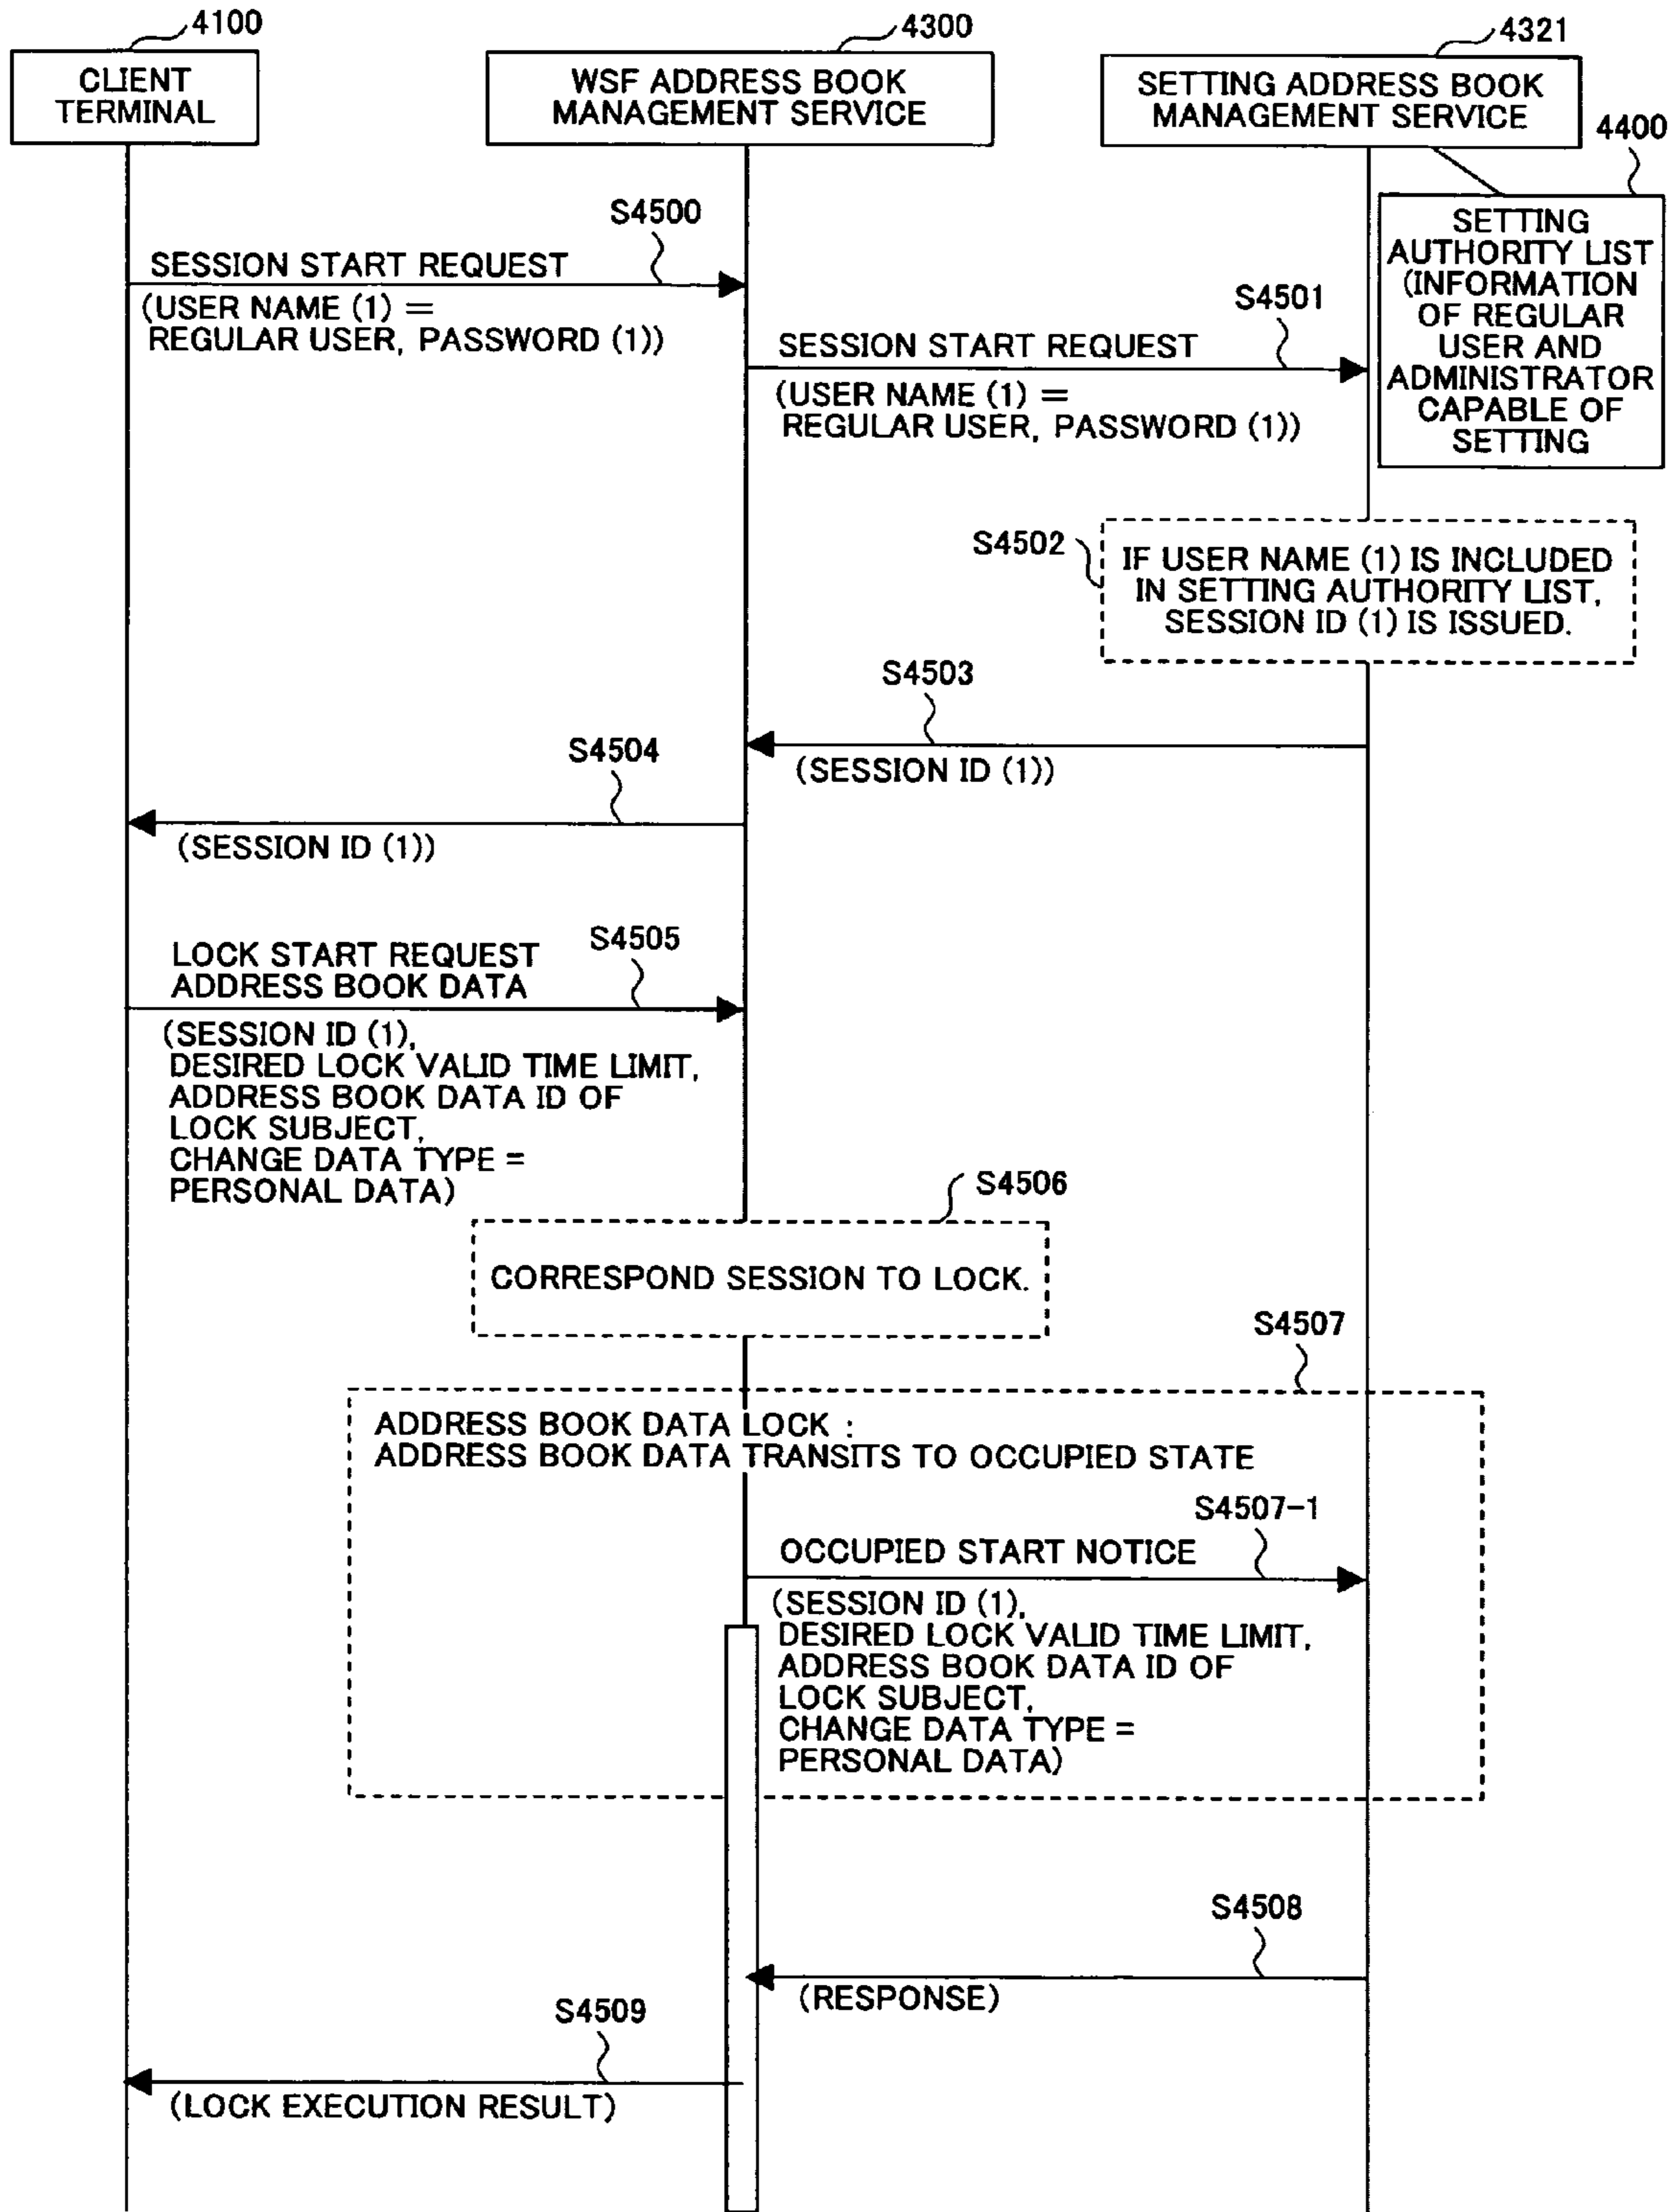 4100
4300
4321
CLIENT
TERMINAL
WSF ADDRESS BOOK
MANAGEMENT SERVICE
SETTING ADDRESS BOOK
MANAGEMENT SERVICE
4400
SETTING
AUTHORITY LIST
(INFORMATION
OF REGULAR
USER AND
ADMINISTRATOR
CAPABLE OF
SETTING
S4500
SESSION START REQUEST
(USER NAME (1) =
REGULAR USER, PASSWORD (1))
S4501
SESSION START REQUEST
(USER NAME (1) =
REGULAR USER, PASSWORD (1))
S4502
IF USER NAME (1) IS INCLUDED
IN SETTING AUTHORITY LIST,
SESSION ID (1) IS ISSUED.
S4503
(SESSION ID (1))
S4504
(SESSION ID (1))
S4505
LOCK START REQUEST
ADDRESS BOOK DATA
(SESSION ID (1),
DESIRED LOCK VALID TIME LIMIT,
ADDRESS BOOK DATA ID OF
LOCK SUBJECT,
CHANGE DATA TYPE =
PERSONAL DATA)
S4506
CORRESPOND SESSION TO LOCK.
S4507
ADDRESS BOOK DATA LOCK :
ADDRESS BOOK DATA TRANSITS TO OCCUPIED STATE
S4507-1
OCCUPIED START NOTICE
(SESSION ID (1),
DESIRED LOCK VALID TIME LIMIT,
ADDRESS BOOK DATA ID OF
LOCK SUBJECT,
CHANGE DATA TYPE =
PERSONAL DATA)
S4508
(RESPONSE)
S4509
(LOCK EXECUTION RESULT)